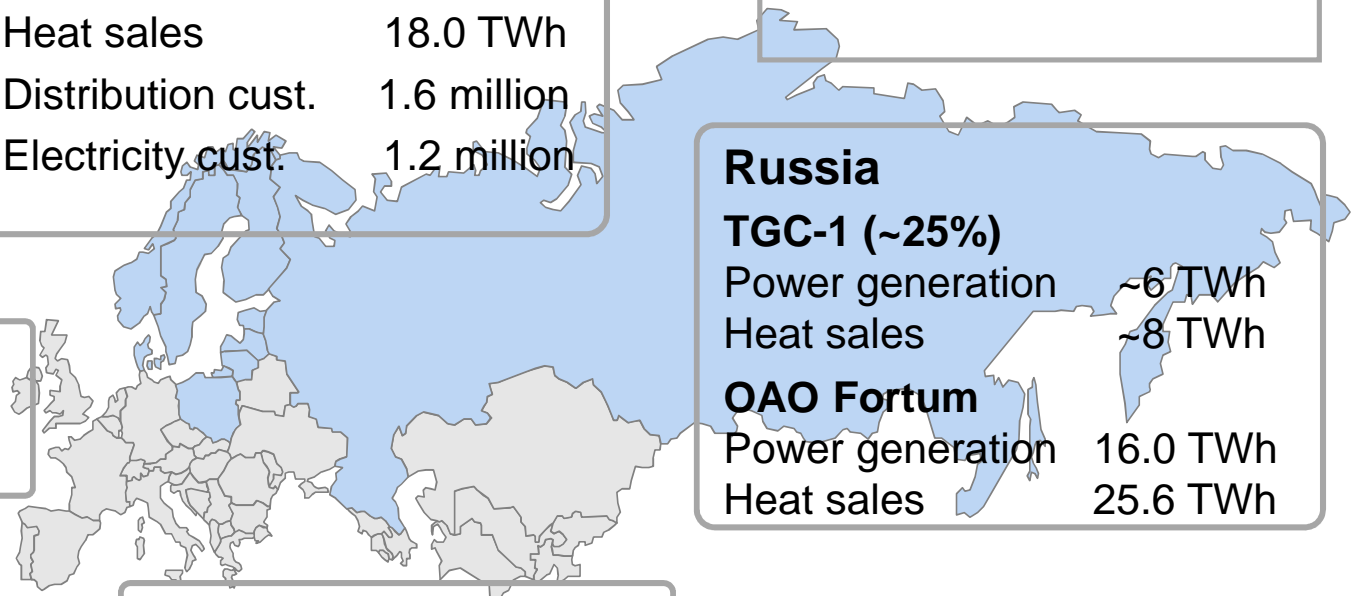 Heat sales 18.0 TWh
Distribution cust. 1.6 million
Electricity cust. 1.2 million
Russia
TGC-1 (~25%)
Power generation ~6 TWh
Heat sales ~8 TWh
OAO Fortum
Power generation 16.0 TWh
Heat sales 25.6 TWh